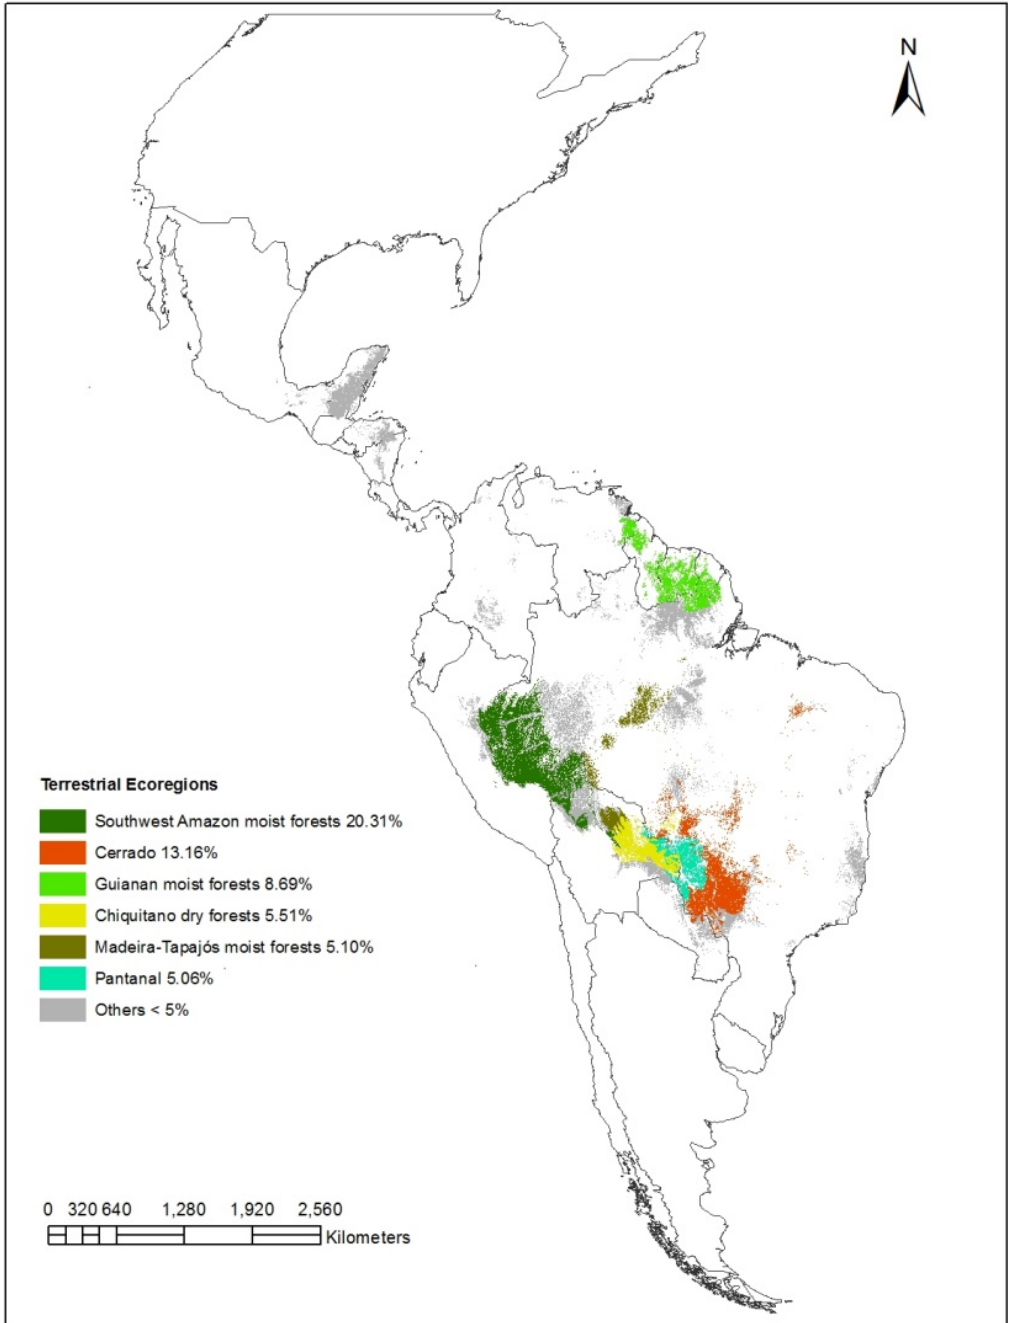 N
Terrestrial Ecoregions
Southwest Amazon moist forests 20.31%
Cerrado 13.16%
Guianan moist forests 8.69%
Chiquitano dry forests 5.51%
Madeira-Tapajós moist forests 5.10%
Pantanal 5.06%
Others < 5%
0 320 640 1,280 1,920 2,560
Kilometers